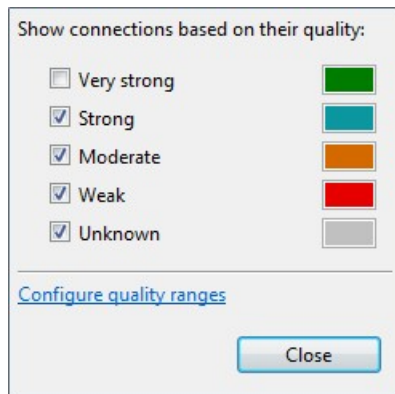 Show connections based on their quality:
Very strong
Strong
Moderate
Weak
Unknown
Configure quality ranges
Close